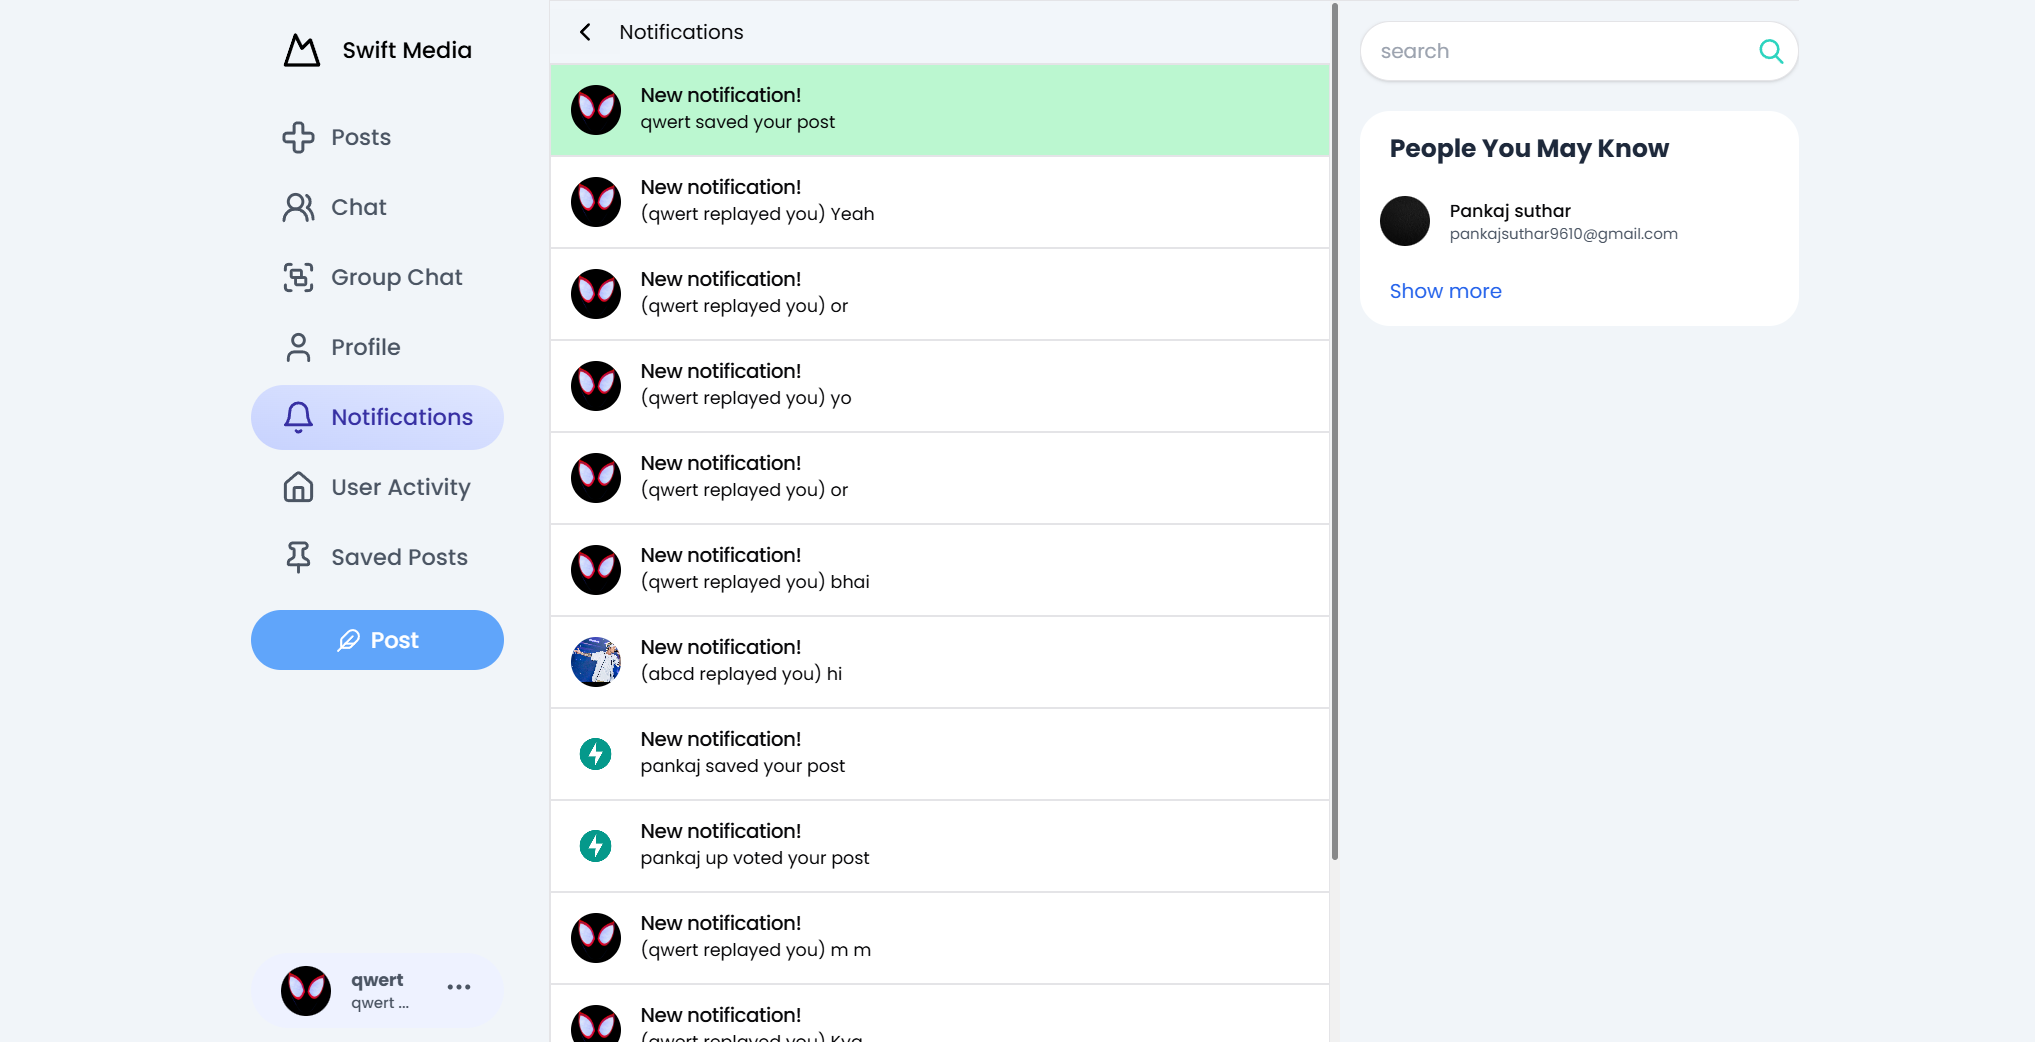 Swift Media
Posts
Chat
Group Chat
Profile
Notifications
User Activity
Saved Posts
Post
qwert
qwert ...
Notifications
New notification!
qwert saved your post
New notification!
(qwert replayed you) Yeah
New notification!
(qwert replayed you) or
New notification!
(qwert replayed you) yo
New notification!
(qwert replayed you) or
New notification!
(qwert replayed you) bhai
New notification!
(abcd replayed you) hi
New notification!
pankaj saved your post
New notification!
pankaj up voted your post
New notification!
(qwert replayed you) m m
New notification!
(qwert replayed you) Kya
search
People You May Know
Pankaj suthar
pankajsuthar9610@gmail.com
Show more